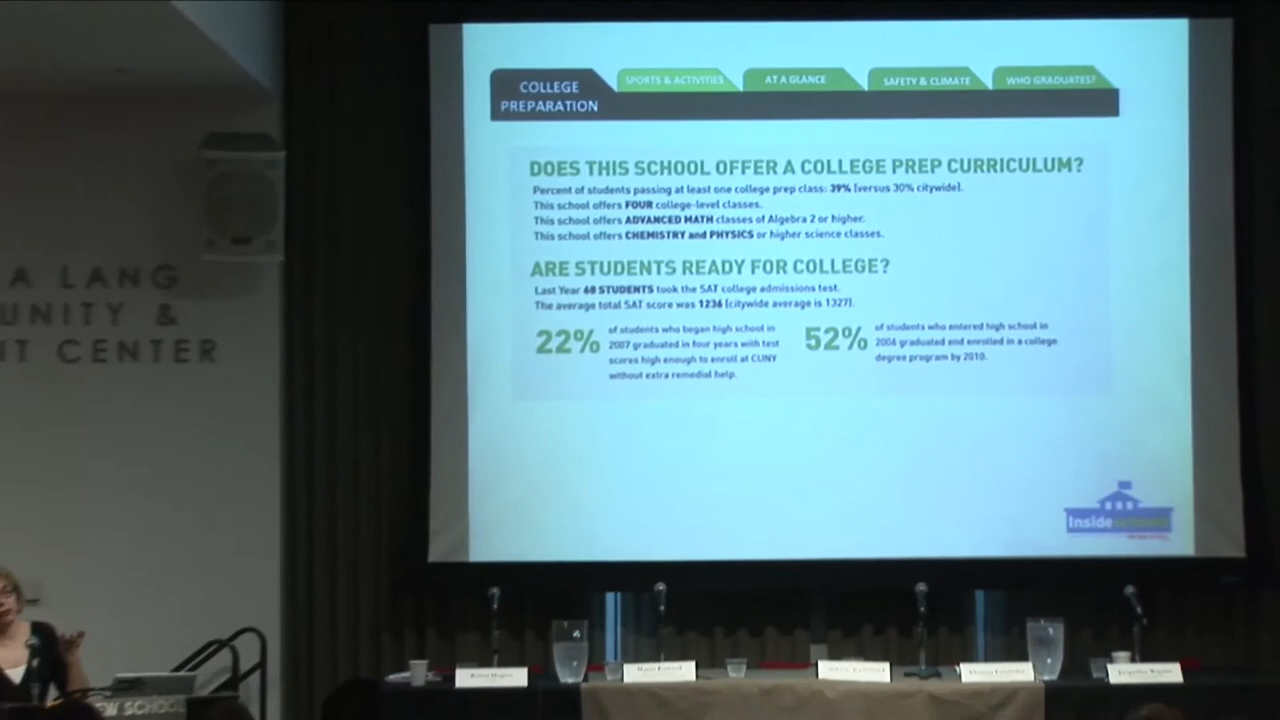 COLLEGE
PREPARATION
SPORTS & ACTIVITIES
AT A GLANCE
SAFETY & CLIMATE
WHO GRADUATES?
DOES THIS SCHOOL OFFER A COLLEGE PREP CURRICULUM?
Percent of students passing at least one college prep class: 39% (versus 30% citywide).
This school offers FOUR college-level classes.
This school offers ADVANCED MATH classes of Algebra 2 or higher.
This school offers CHEMISTRY and PHYSICS or higher science classes.
ARE STUDENTS READY FOR COLLEGE?
Last Year 68 STUDENTS took the SAT college admissions test.
The average total SAT score was 1236 (citywide average is 1327).
22%
of students who began high school in
2007 graduated in four years with test
scores high enough to enroll at CUNY
without extra remedial help.
52%
of students who entered high school in
2006 graduated and enrolled in a college
degree program by 2010.
Inside
A LANG
UNITY &
NT CENTER
EW SCHOOL